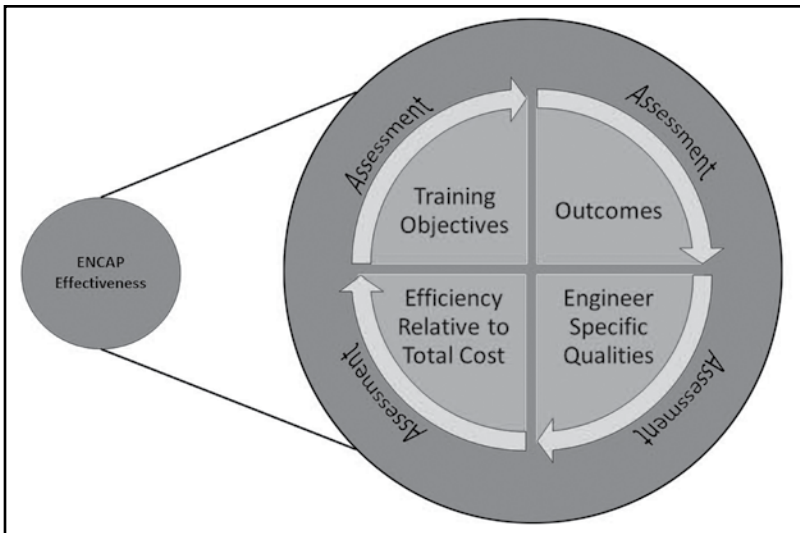 ENCAP
Effectiveness
Assessment
Assessment
Training
Objectives
Outcomes
Efficiency
Relative to
Total Cost
Engineer
Specific
Qualities
Assessment
Assessment